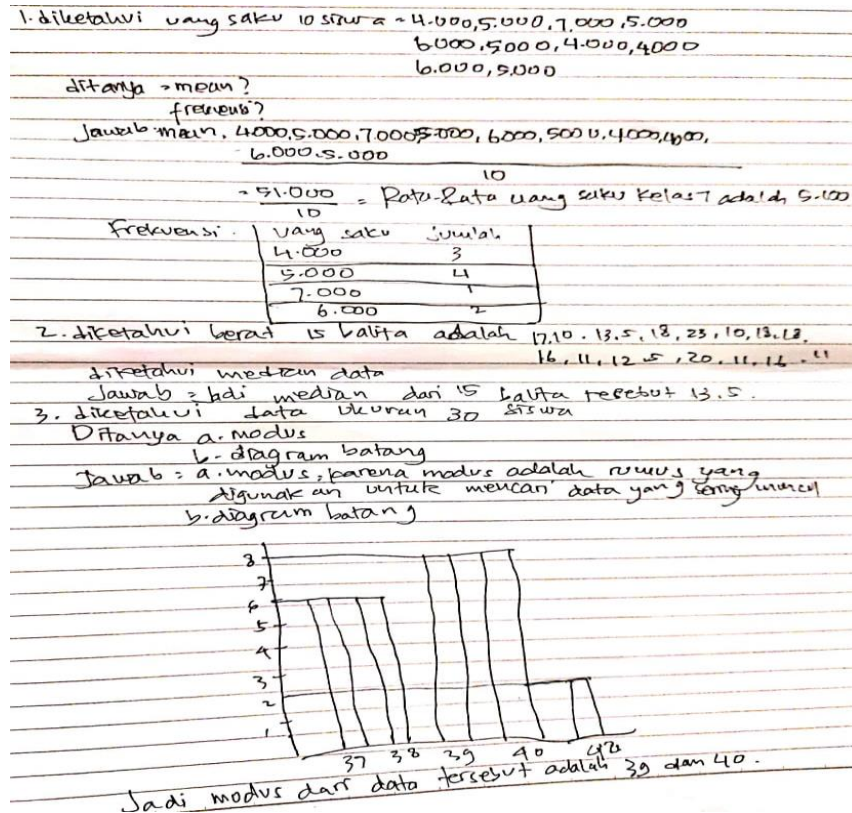 1. diketahui uang saku 10 siswa = 4.000,5.000,7.000,5.000
6.000,5000,4.000,4000
6.000,5.000
ditanya = mean?
frekuensi?
Jawab mean, 4000,5.000,7.000,5.000, 6.000, 5000,4.000,4000,
6.000.5.000
10
= 51.000
10
= Rata-Rata uang saku kelas 7 adalah 5.100
Frekuensi.
uang saku jumlah
4.000 3
5.000 4
7.000 1
6.000 2
2. diketahui berat 15 balita adalah 17,10. 13.5, 18, 23, 10, 13,13,
16, 11, 12.5, 20, 11, 16. 11
diketahui median data
Jawab = Jadi median dari 15 balita tesebut 13.5.
3. diketahui data ukuran 30 siswa
Ditanya a. modus
b. diagram batang
Jawab = a. modus, karena modus adalah rumus yang
digunakan untuk mencari data yang sering muncul
b. diagram batang
8
7
6
5
4
3
2
1
37 38 39 40 42
Jadi modus dari data tersebut adalah 39 dan 40.